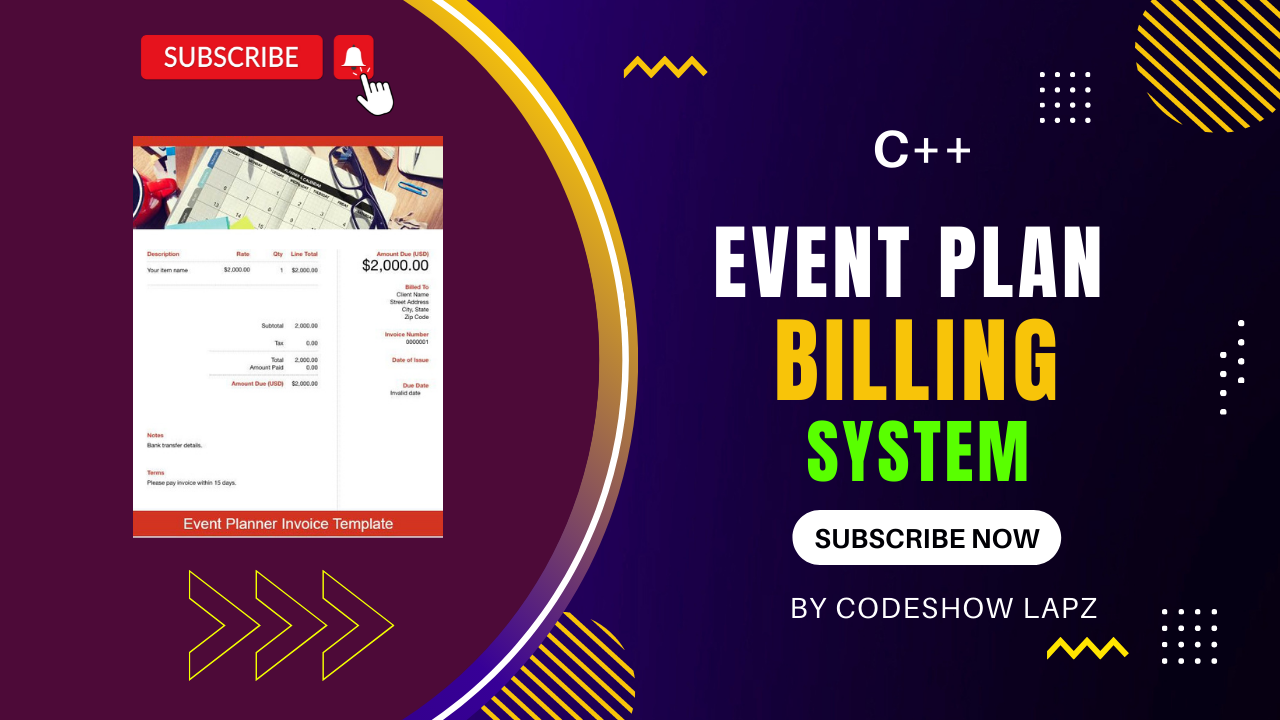 SUBSCRIBE
Description Rate Qty Line Total
Your item name $2,000.00 1 $2,000.00
Subtotal 2,000.00
Tax 0.00
Total 2,000.00
Amount Paid 0.00
Amount Due (USD) $2,000.00
Notes
Bank transfer details.
Terms
Please pay invoice within 15 days.
Amount Due (USD)
$2,000.00
Billed To
Client Name
Street Address
City, State
Zip Code
Invoice Number
0000001
Date of Issue
Due Date
Invalid date
Event Planner Invoice Template
C++
EVENT PLAN
BILLING
SYSTEM
SUBSCRIBE NOW
BY CODESHOW LAPZ